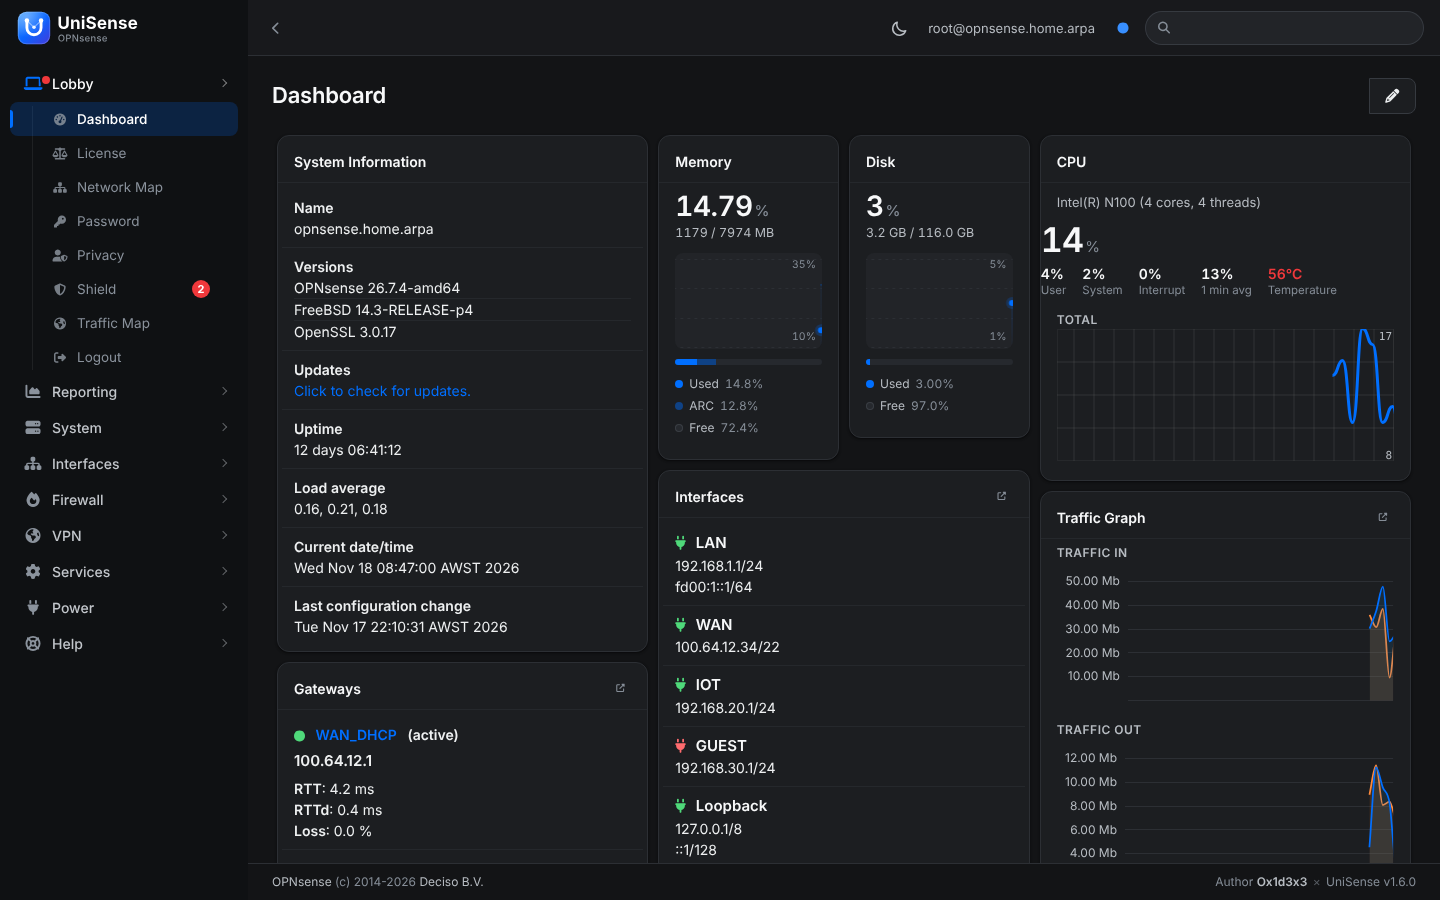 UniSense
OPNsense
Lobby
Dashboard
License
Network Map
Password
Privacy
Shield 2
Traffic Map
Logout
Reporting
System
Interfaces
Firewall
VPN
Services
Power
Help
root@opnsense.home.arpa
Dashboard
System Information
Name
opnsense.home.arpa
Versions
OPNsense 26.7.4-amd64
FreeBSD 14.3-RELEASE-p4
OpenSSL 3.0.17
Updates
Click to check for updates.
Uptime
12 days 06:41:12
Load average
0.16, 0.21, 0.18
Current date/time
Wed Nov 18 08:47:00 AWST 2026
Last configuration change
Tue Nov 17 22:10:31 AWST 2026
Gateways
WAN_DHCP (active)
100.64.12.1
RTT: 4.2 ms
RTTd: 0.4 ms
Loss: 0.0 %
Memory
14.79 %
1179 / 7974 MB
35%
10%
Used 14.8%
ARC 12.8%
Free 72.4%
Disk
3 %
3.2 GB / 116.0 GB
5%
1%
Used 3.00%
Free 97.0%
Interfaces
LAN
192.168.1.1/24
fd00:1::1/64
WAN
100.64.12.34/22
IOT
192.168.20.1/24
GUEST
192.168.30.1/24
Loopback
127.0.0.1/8
::1/128
CPU
Intel(R) N100 (4 cores, 4 threads)
14 %
4% 2% 0% 13% 56°C
User System Interrupt 1 min avg Temperature
TOTAL
17
8
Traffic Graph
TRAFFIC IN
50.00 Mb
40.00 Mb
30.00 Mb
20.00 Mb
10.00 Mb
TRAFFIC OUT
12.00 Mb
10.00 Mb
8.00 Mb
6.00 Mb
4.00 Mb
OPNsense (c) 2014-2026 Deciso B.V.
Author Ox1d3x3 × UniSense v1.6.0